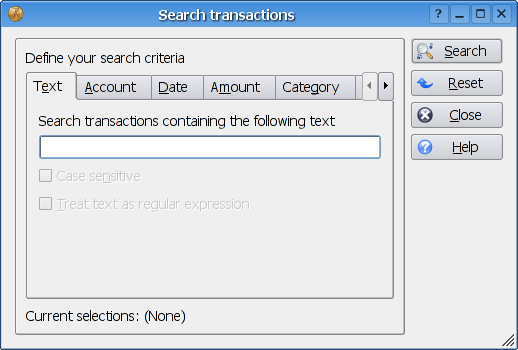 Search transactions
Define your search criteria
Text Account Date Amount Category
Search transactions containing the following text
Case sensitive
Treat text as regular expression
Current selections: (None)
Search
Reset
Close
Help